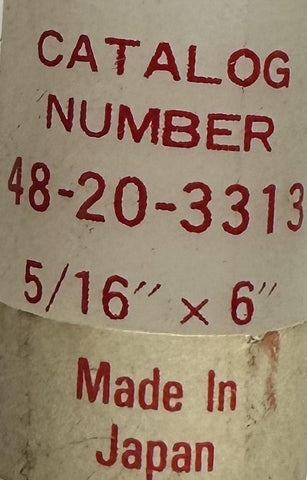 CATALOG
NUMBER
48-20-3313
5/16" × 6"
Made In
Japan